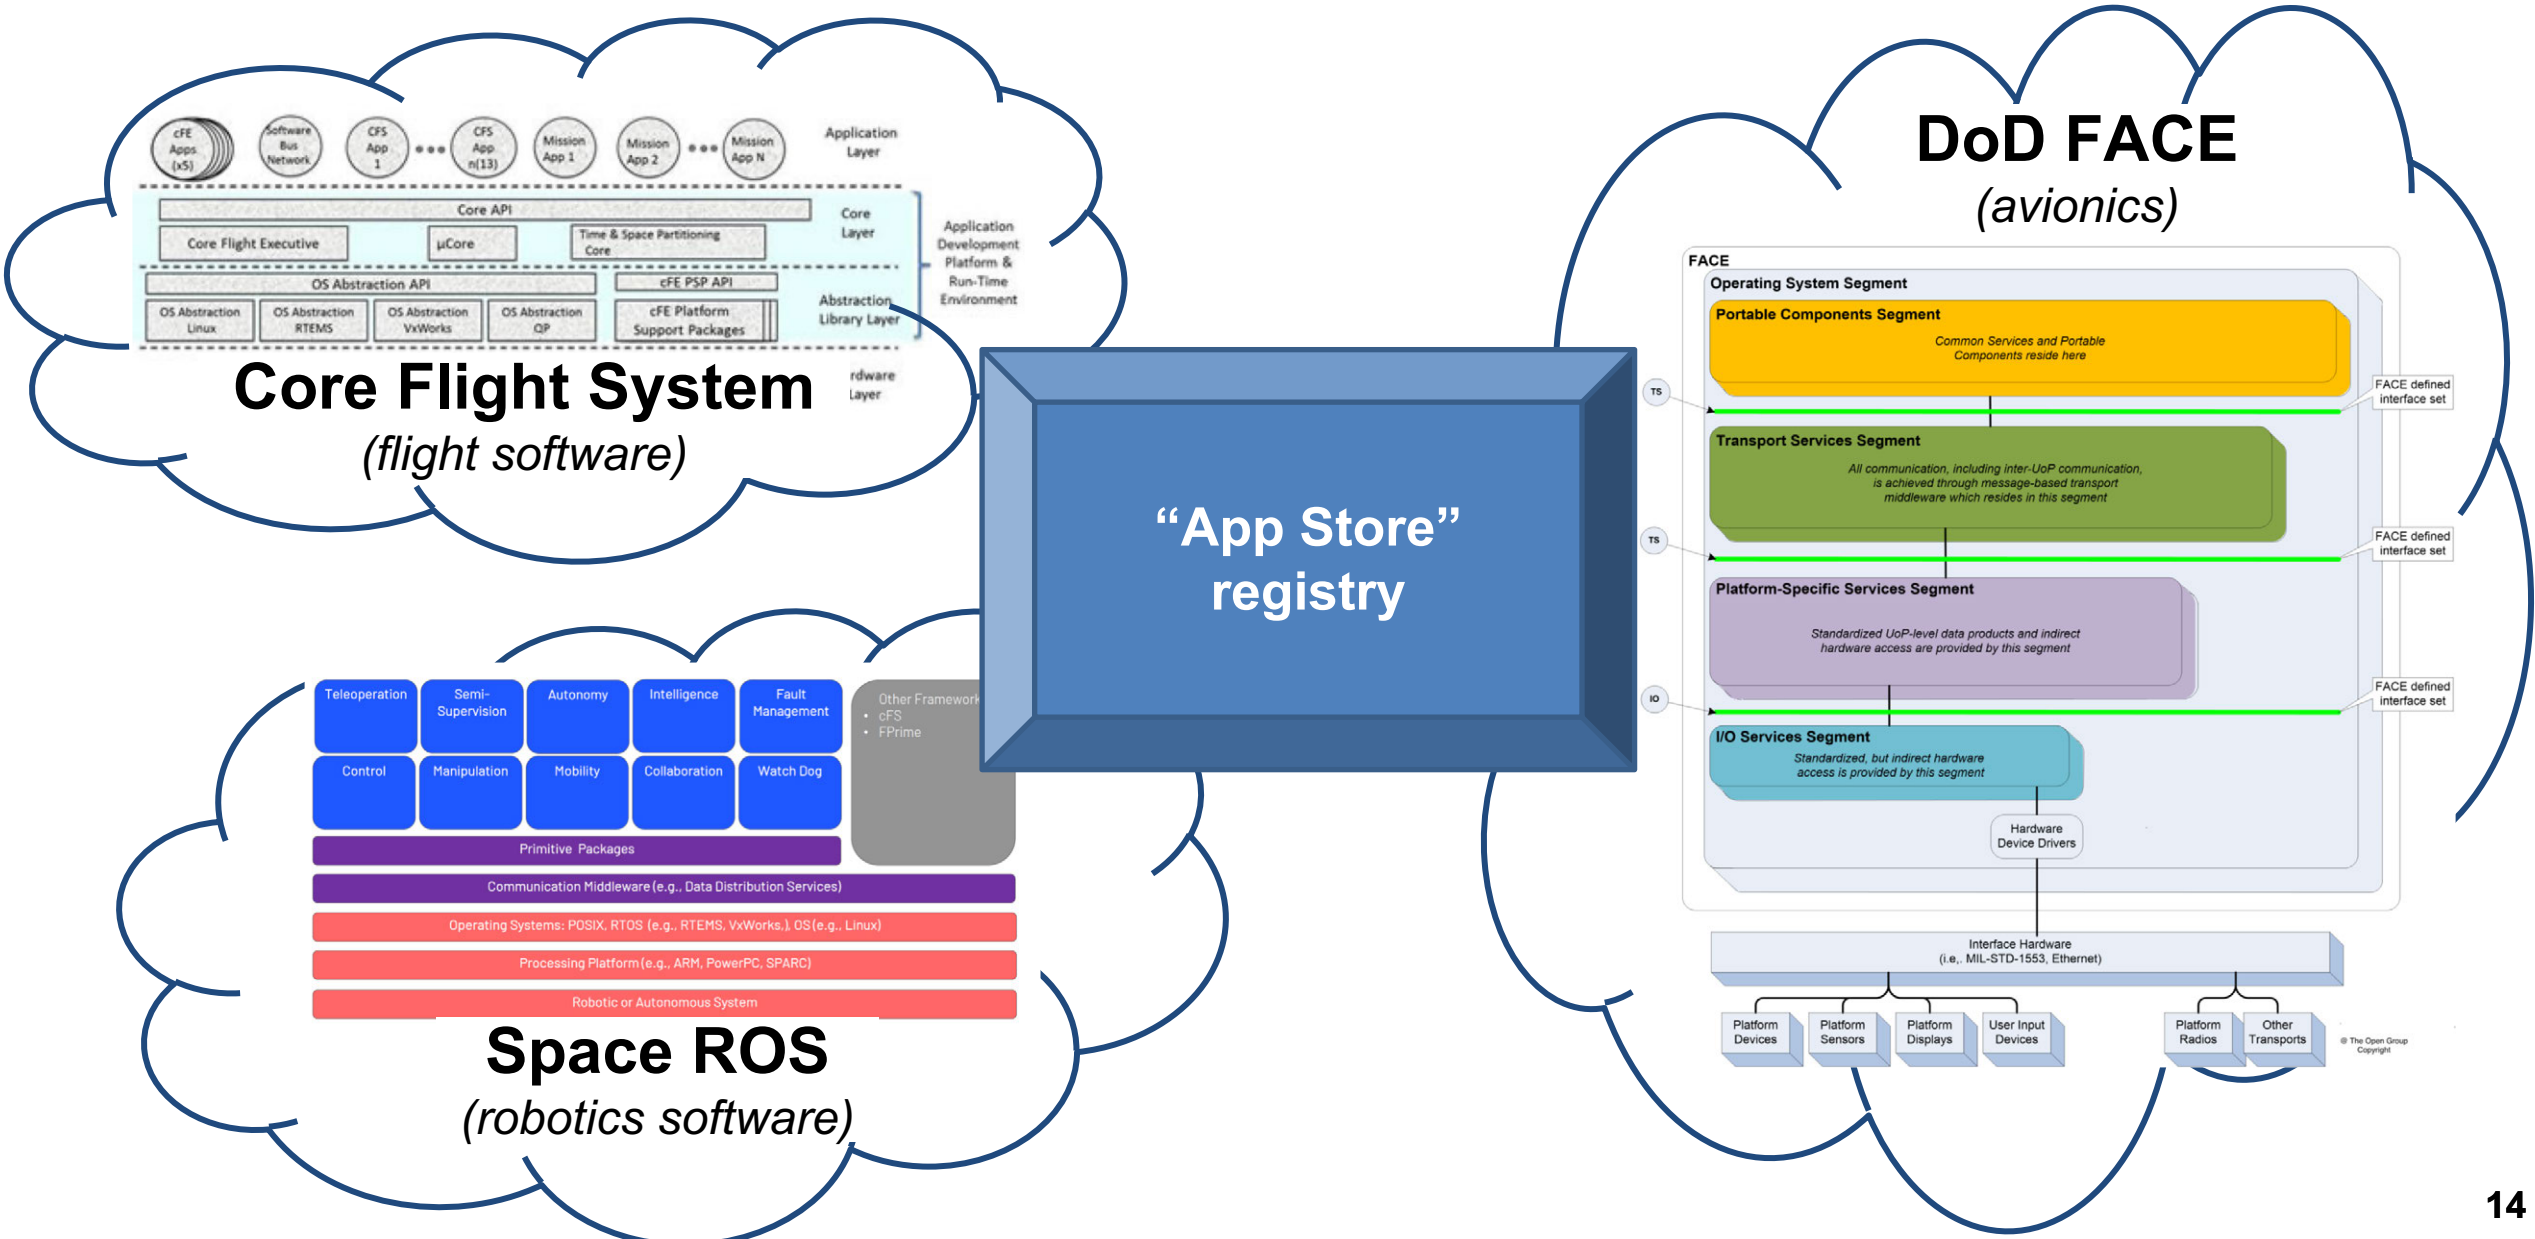 cFE
Apps
(x5)
Software
Bus
Network
CFS
App
1
CFS
App
n(13)
Mission
App 1
Mission
App 2
Mission
App N
Application
Layer
Core API
Core
Layer
Core Flight Executive
µCore
Time & Space Partitioning
Core
Application
Development
Platform &
Run-Time
Environment
OS Abstraction API
cFE PSP API
OS Abstraction
Linux
OS Abstraction
RTEMS
OS Abstraction
VxWorks
OS Abstraction
QP
cFE Platform
Support Packages
Abstraction
Library Layer
rdware
Layer
Core Flight System
(flight software)
“App Store”
registry
Teleoperation
Semi-
Supervision
Autonomy
Intelligence
Fault
Management
Other Framework
• cFS
• FPrime
Control
Manipulation
Mobility
Collaboration
Watch Dog
Primitive Packages
Communication Middleware (e.g., Data Distribution Services)
Operating Systems: POSIX, RTOS (e.g., RTEMS, VxWorks,), OS (e.g., Linux)
Processing Platform (e.g., ARM, PowerPC, SPARC)
Robotic or Autonomous System
Space ROS
(robotics software)
DoD FACE
(avionics)
FACE
Operating System Segment
Portable Components Segment
Common Services and Portable
Components reside here
TS
FACE defined
interface set
Transport Services Segment
All communication, including inter-UoP communication,
is achieved through message-based transport
middleware which resides in this segment
TS
FACE defined
interface set
Platform-Specific Services Segment
Standardized UoP-level data products and indirect
hardware access are provided by this segment
IO
FACE defined
interface set
I/O Services Segment
Standardized, but indirect hardware
access is provided by this segment
Hardware
Device Drivers
Interface Hardware
(i.e,. MIL-STD-1553, Ethernet)
Platform
Devices
Platform
Sensors
Platform
Displays
User Input
Devices
Platform
Radios
Other
Transports
@ The Open Group
Copyright
14